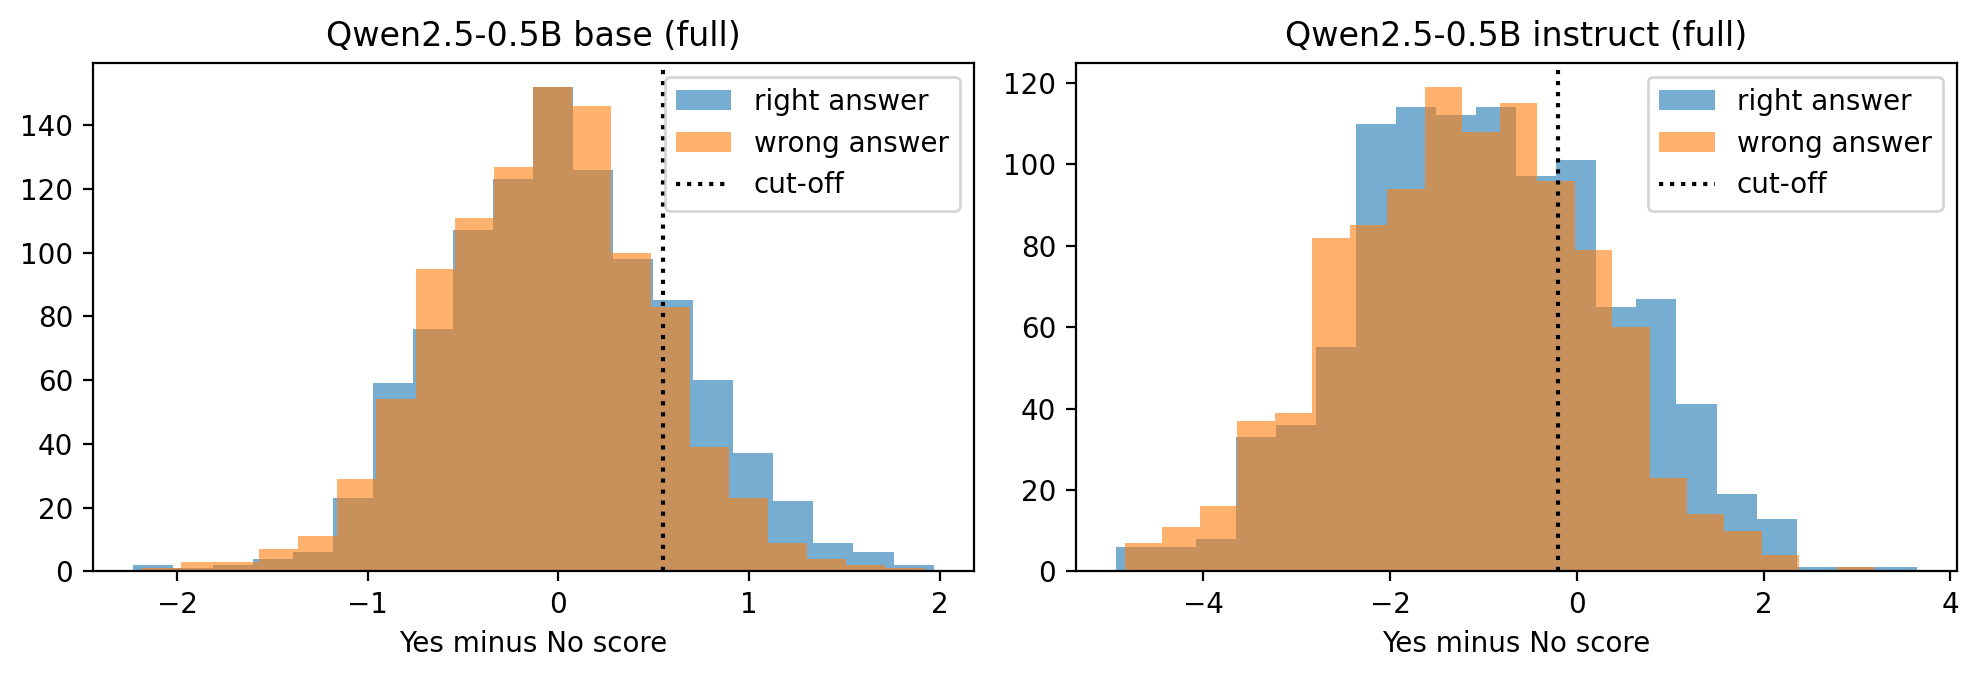 Qwen2.5-0.5B base (full)
140
120
100
80
60
40
20
0
right answer
wrong answer
cut-off
−2
−1
0
1
2
Yes minus No score
Qwen2.5-0.5B instruct (full)
120
100
80
60
40
20
0
right answer
wrong answer
cut-off
−4
−2
0
2
4
Yes minus No score